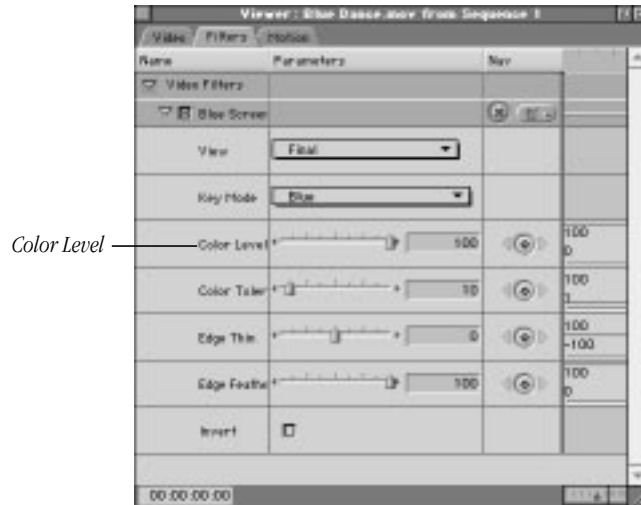 Viewer : Blue Dance.mov from Sequence 1
Video Filters Motion
Name Parameters Nav
Video Filters
Blue Screen
View Final
Key Mode Blue
Color Level
Color Level 100 100 0
Color Toler 10 100
Edge Thin 0 100 -100
Edge Feathe 100 100 0
Invert
00:00:00:00